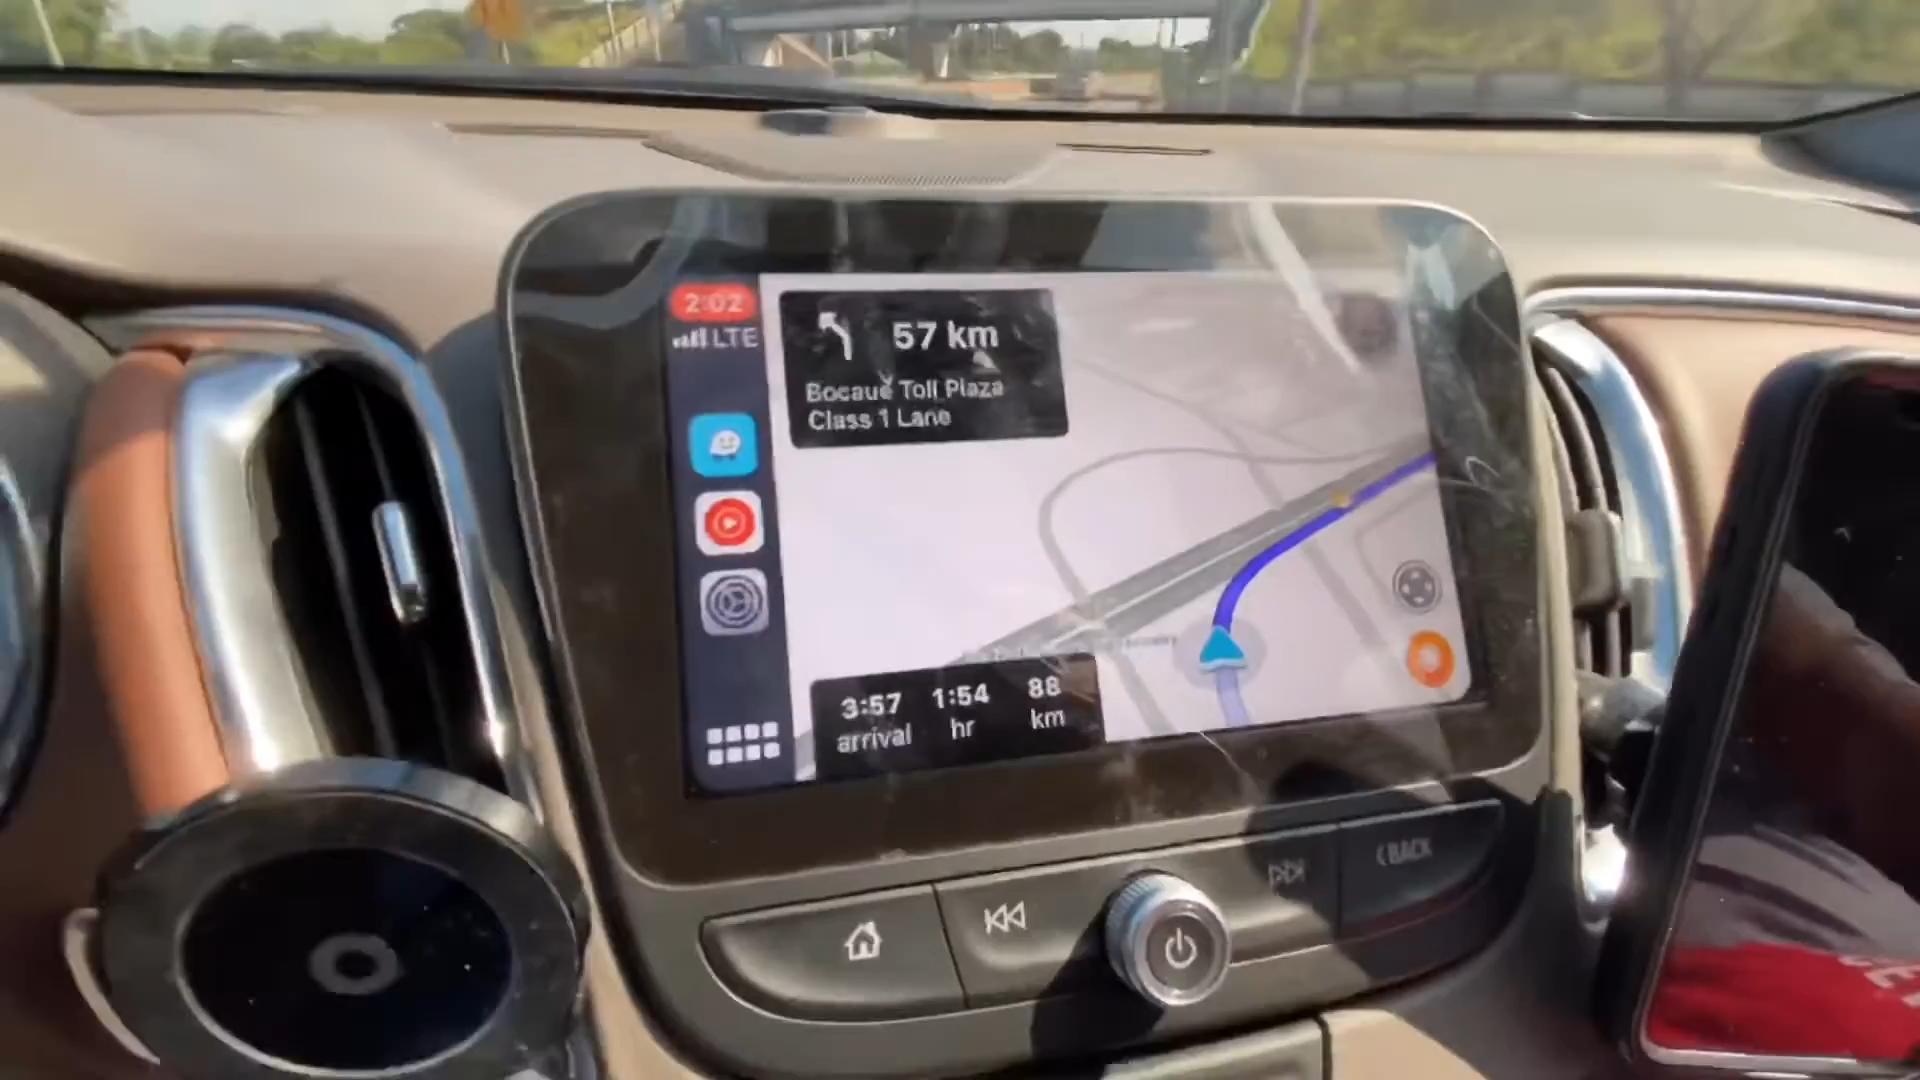 2:02
LTE
57 km
Bocaue Toll Plaza
Class 1 Lane
3:57 1:54 88
arrival hr km
BACK